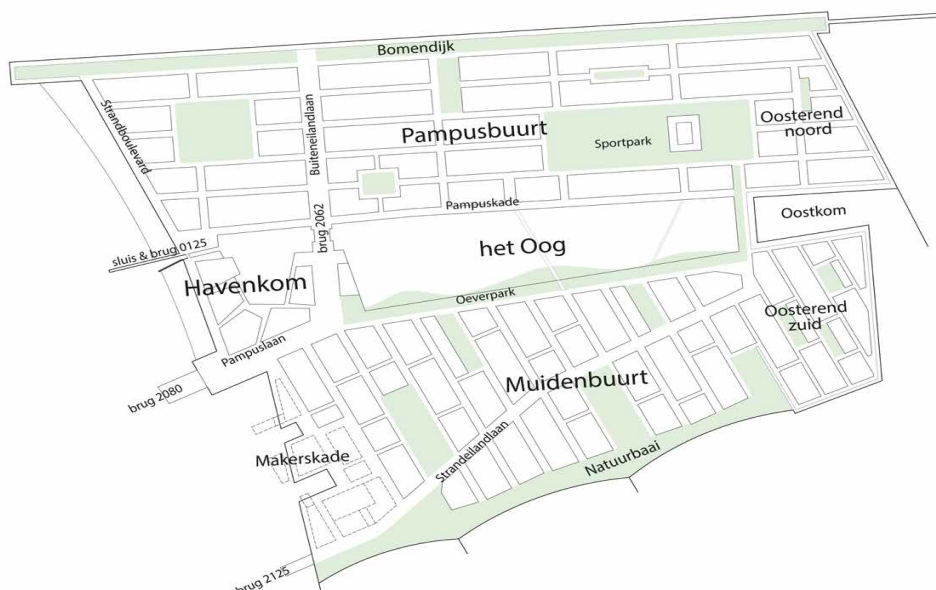 Bomendijk
Strandboulevard
Buiteneilandlaan
Pampusbuurt
Sportpark
Oosterend
noord
Pampuskade
Oostkom
brug 2062
sluis & brug 0125
het Oog
Havenkom
Oeverpark
Oosterend
zuid
Pampuslaan
Muidenbuurt
brug 2080
Strandeilandlaan
Makerskade
Natuurbaai
brug 2125